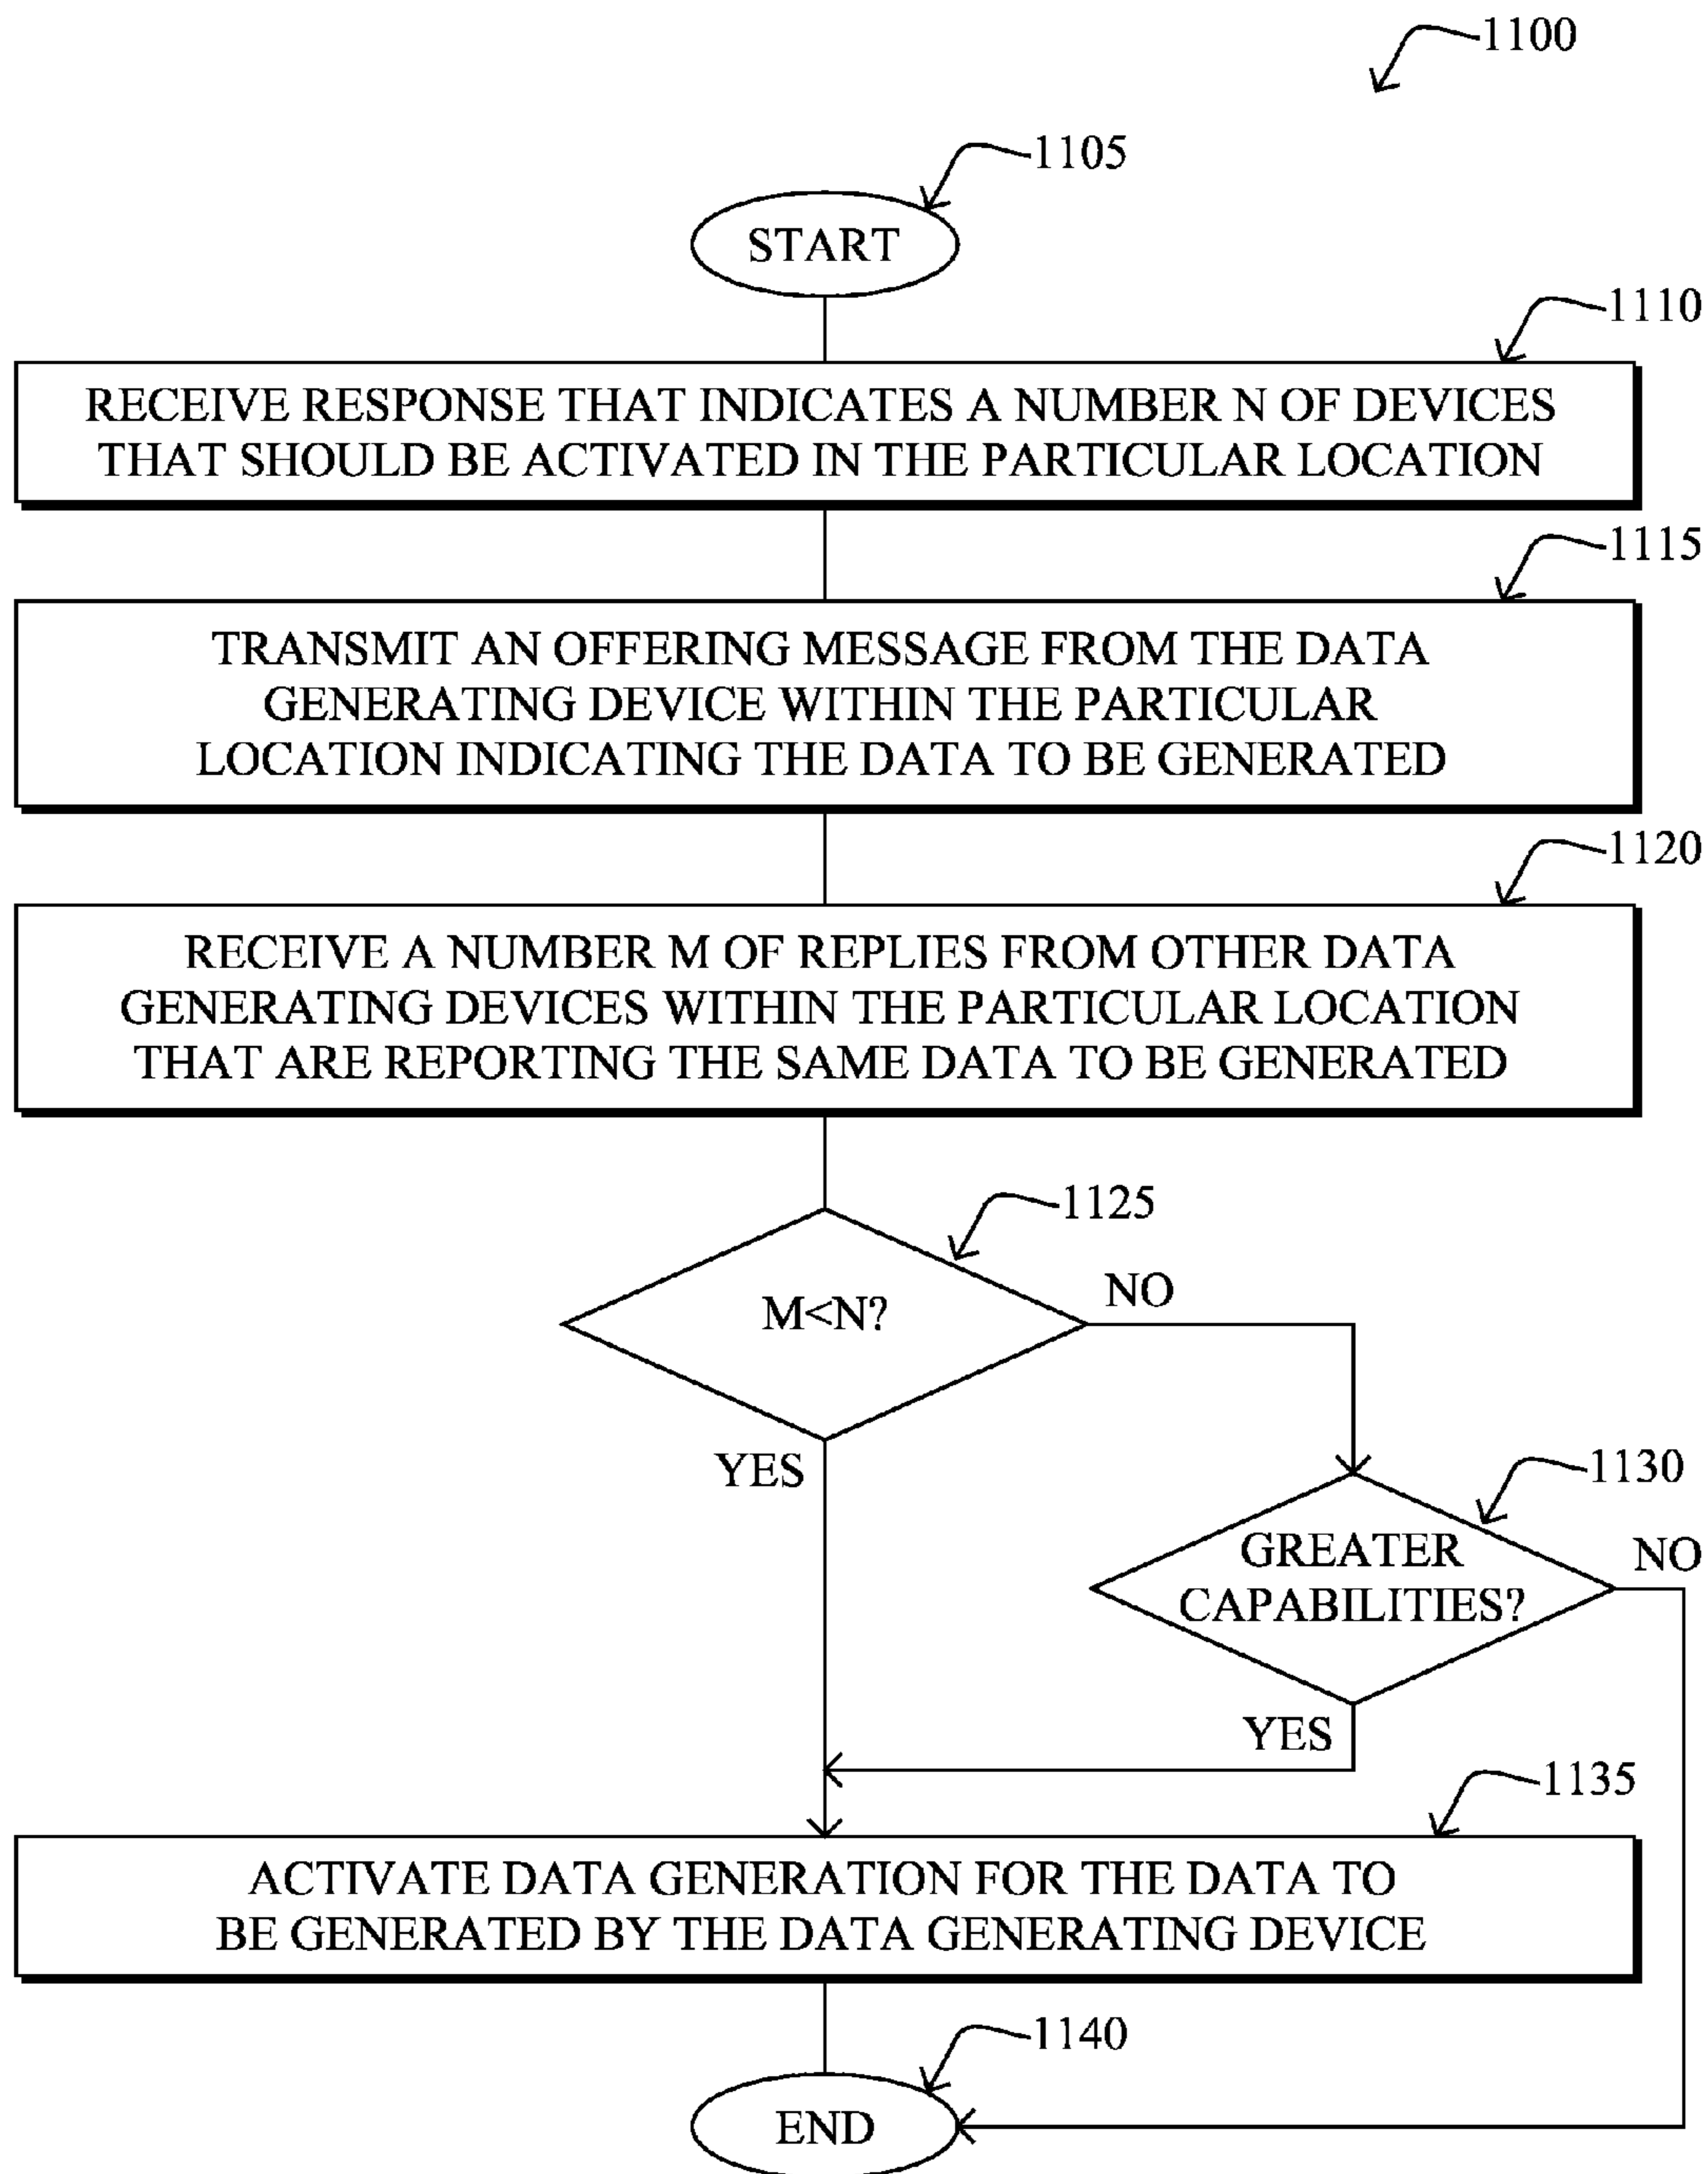 1100
1105
START
1110
RECEIVE RESPONSE THAT INDICATES A NUMBER N OF DEVICES
THAT SHOULD BE ACTIVATED IN THE PARTICULAR LOCATION
1115
TRANSMIT AN OFFERING MESSAGE FROM THE DATA
GENERATING DEVICE WITHIN THE PARTICULAR
LOCATION INDICATING THE DATA TO BE GENERATED
1120
RECEIVE A NUMBER M OF REPLIES FROM OTHER DATA
GENERATING DEVICES WITHIN THE PARTICULAR LOCATION
THAT ARE REPORTING THE SAME DATA TO BE GENERATED
1125
M<N?
NO
YES
1130
GREATER
CAPABILITIES?
NO
YES
1135
ACTIVATE DATA GENERATION FOR THE DATA TO
BE GENERATED BY THE DATA GENERATING DEVICE
1140
END